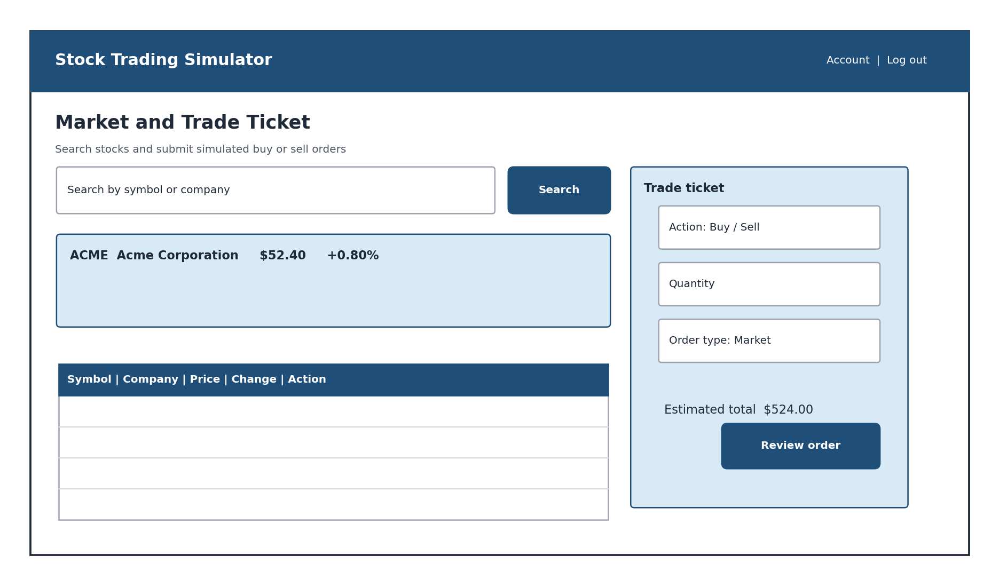 Stock Trading Simulator
Account | Log out
Market and Trade Ticket
Search stocks and submit simulated buy or sell orders
Search by symbol or company
Search
ACME Acme Corporation $52.40 +0.80%
Symbol | Company | Price | Change | Action
Trade ticket
Action: Buy / Sell
Quantity
Order type: Market
Estimated total $524.00
Review order